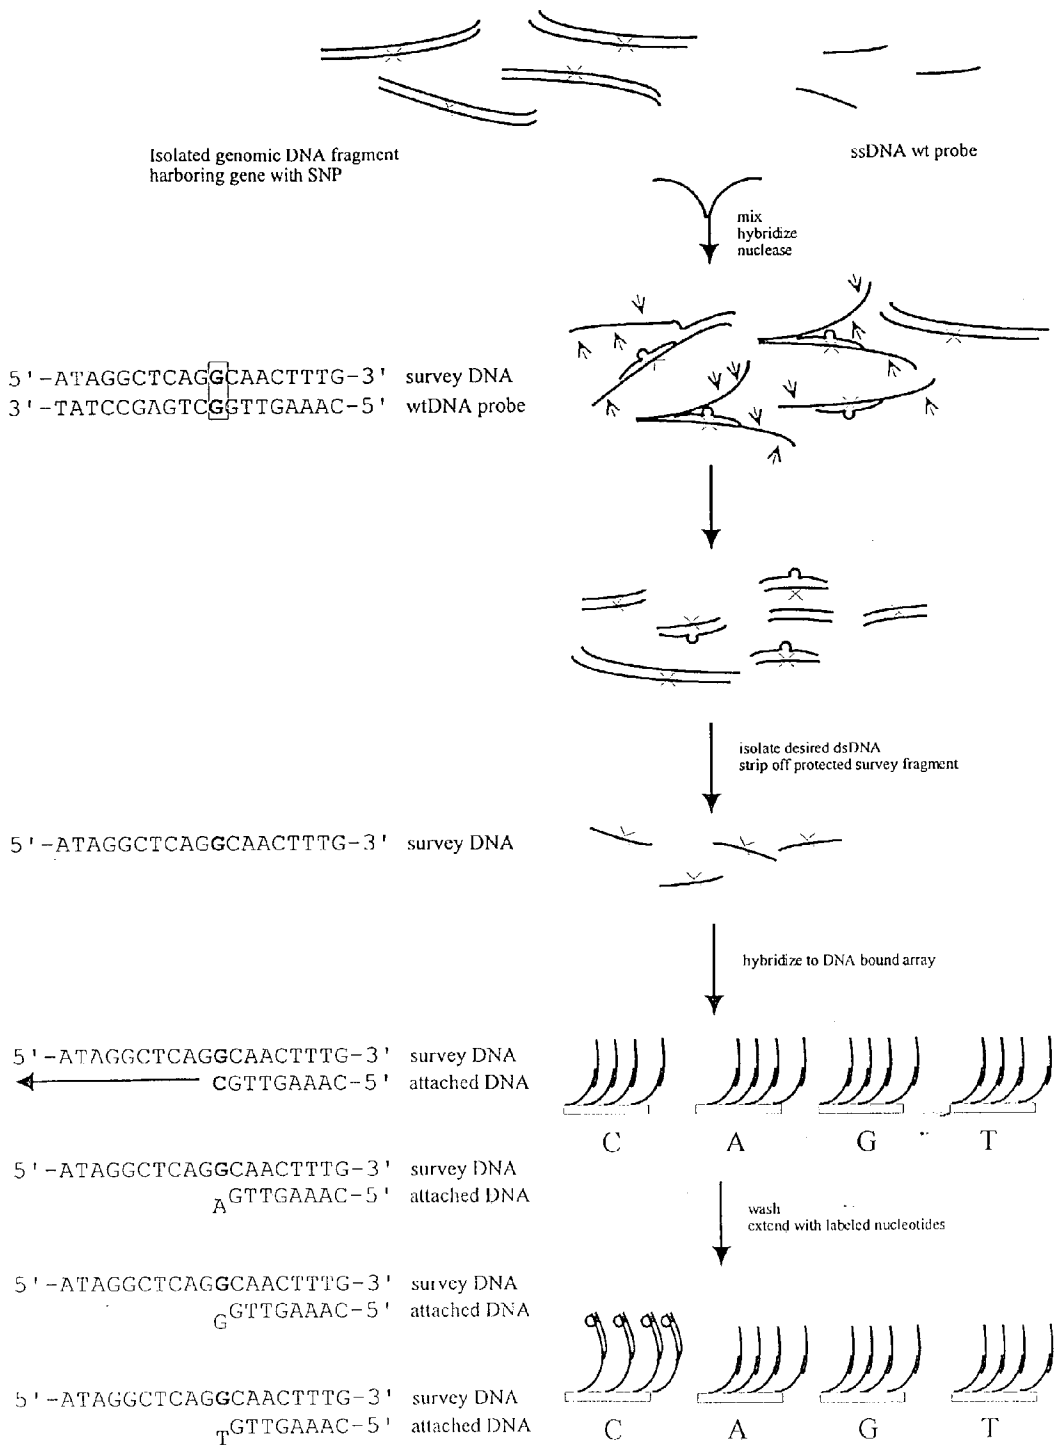 Isolated genomic DNA fragment
harboring gene with SNP
ssDNA wt probe
mix
hybridize
nuclease
5'-ATAGGCTCAGGCAACTTTG-3' survey DNA
3'-TATCCGAGTCGGTTGAAAC-5' wtDNA probe
isolate desired dsDNA
strip off protected survey fragment
5'-ATAGGCTCAGGCAACTTTG-3' survey DNA
hybridize to DNA bound array
5'-ATAGGCTCAGGCAACTTTG-3' survey DNA
CGTTGAAAC-5' attached DNA
C A G T
5'-ATAGGCTCAGGCAACTTTG-3' survey DNA
AGTTGAAAC-5' attached DNA
wash
extend with labeled nucleotides
5'-ATAGGCTCAGGCAACTTTG-3' survey DNA
GGTTGAAAC-5' attached DNA
5'-ATAGGCTCAGGCAACTTTG-3' survey DNA
TGTTGAAAC-5' attached DNA
C A G T